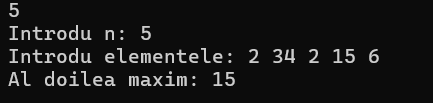 5
Introdu n: 5
Introdu elementele: 2 34 2 15 6
Al doilea maxim: 15